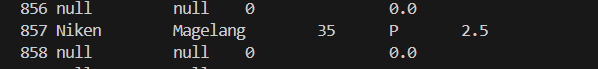 856 null null 0 0.0
857 Niken Magelang 35 P 2.5
858 null null 0 0.0